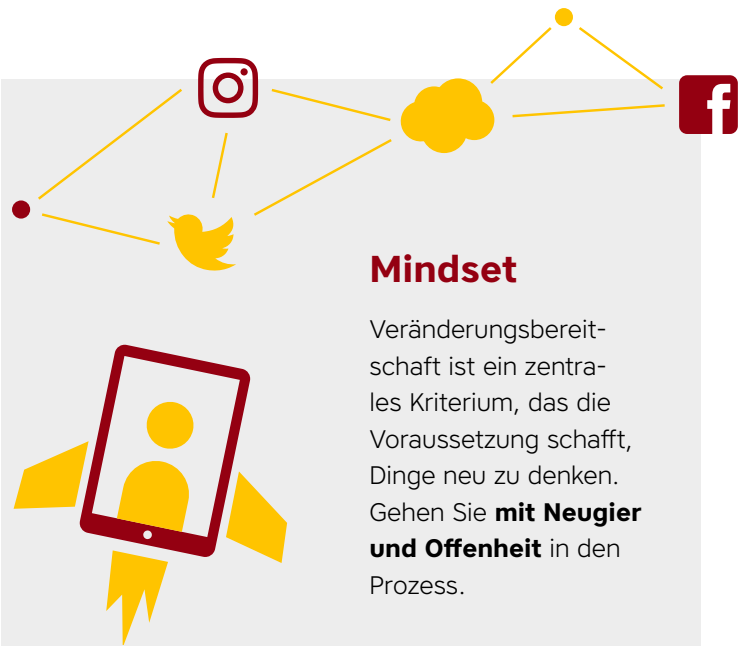 Mindset
Veränderungsbereit-
schaft ist ein zentra-
les Kriterium, das die
Voraussetzung schafft,
Dinge neu zu denken.
Gehen Sie mit Neugier
und Offenheit in den
Prozess.